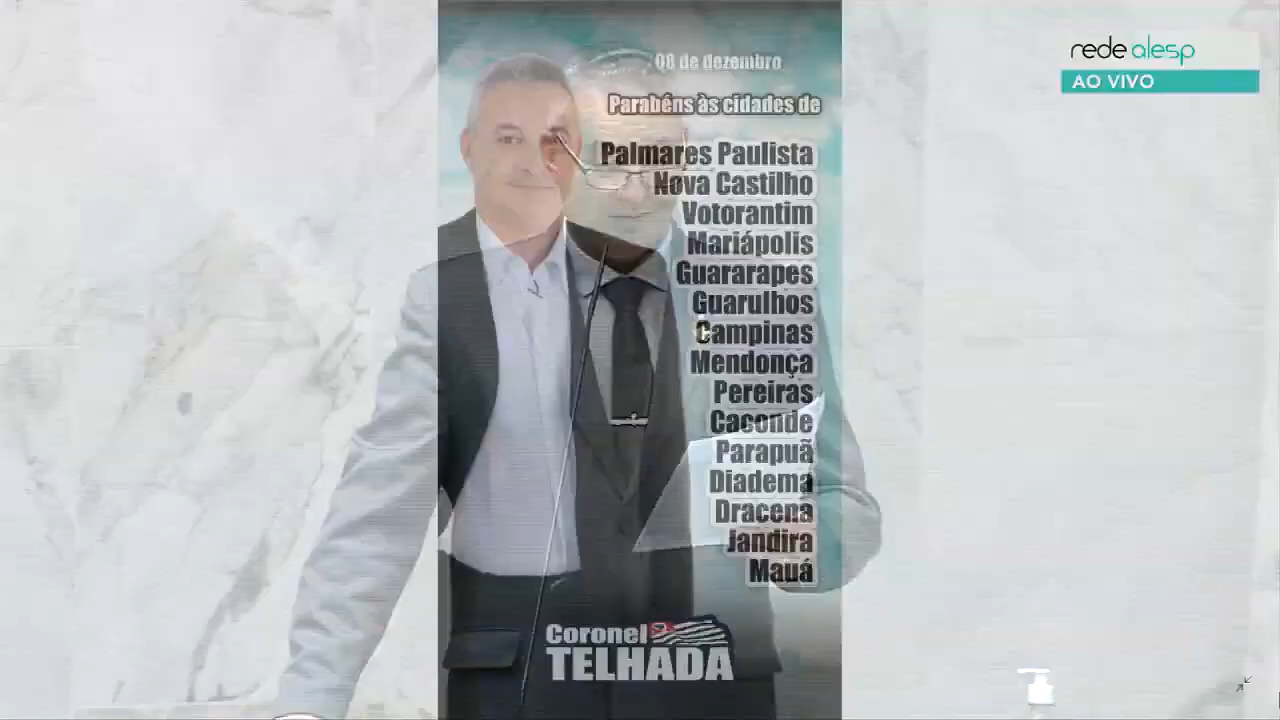 rede alesp
AO VIVO
08 de dezembro
Parabéns às cidades de
Palmares Paulista
Nova Castilho
Votorantim
Mariápolis
Guararapes
Guarulhos
Campinas
Mendonça
Pereiras
Caconde
Parapuã
Diadema
Dracena
Jandira
Mauá
Coronel
TELHADA